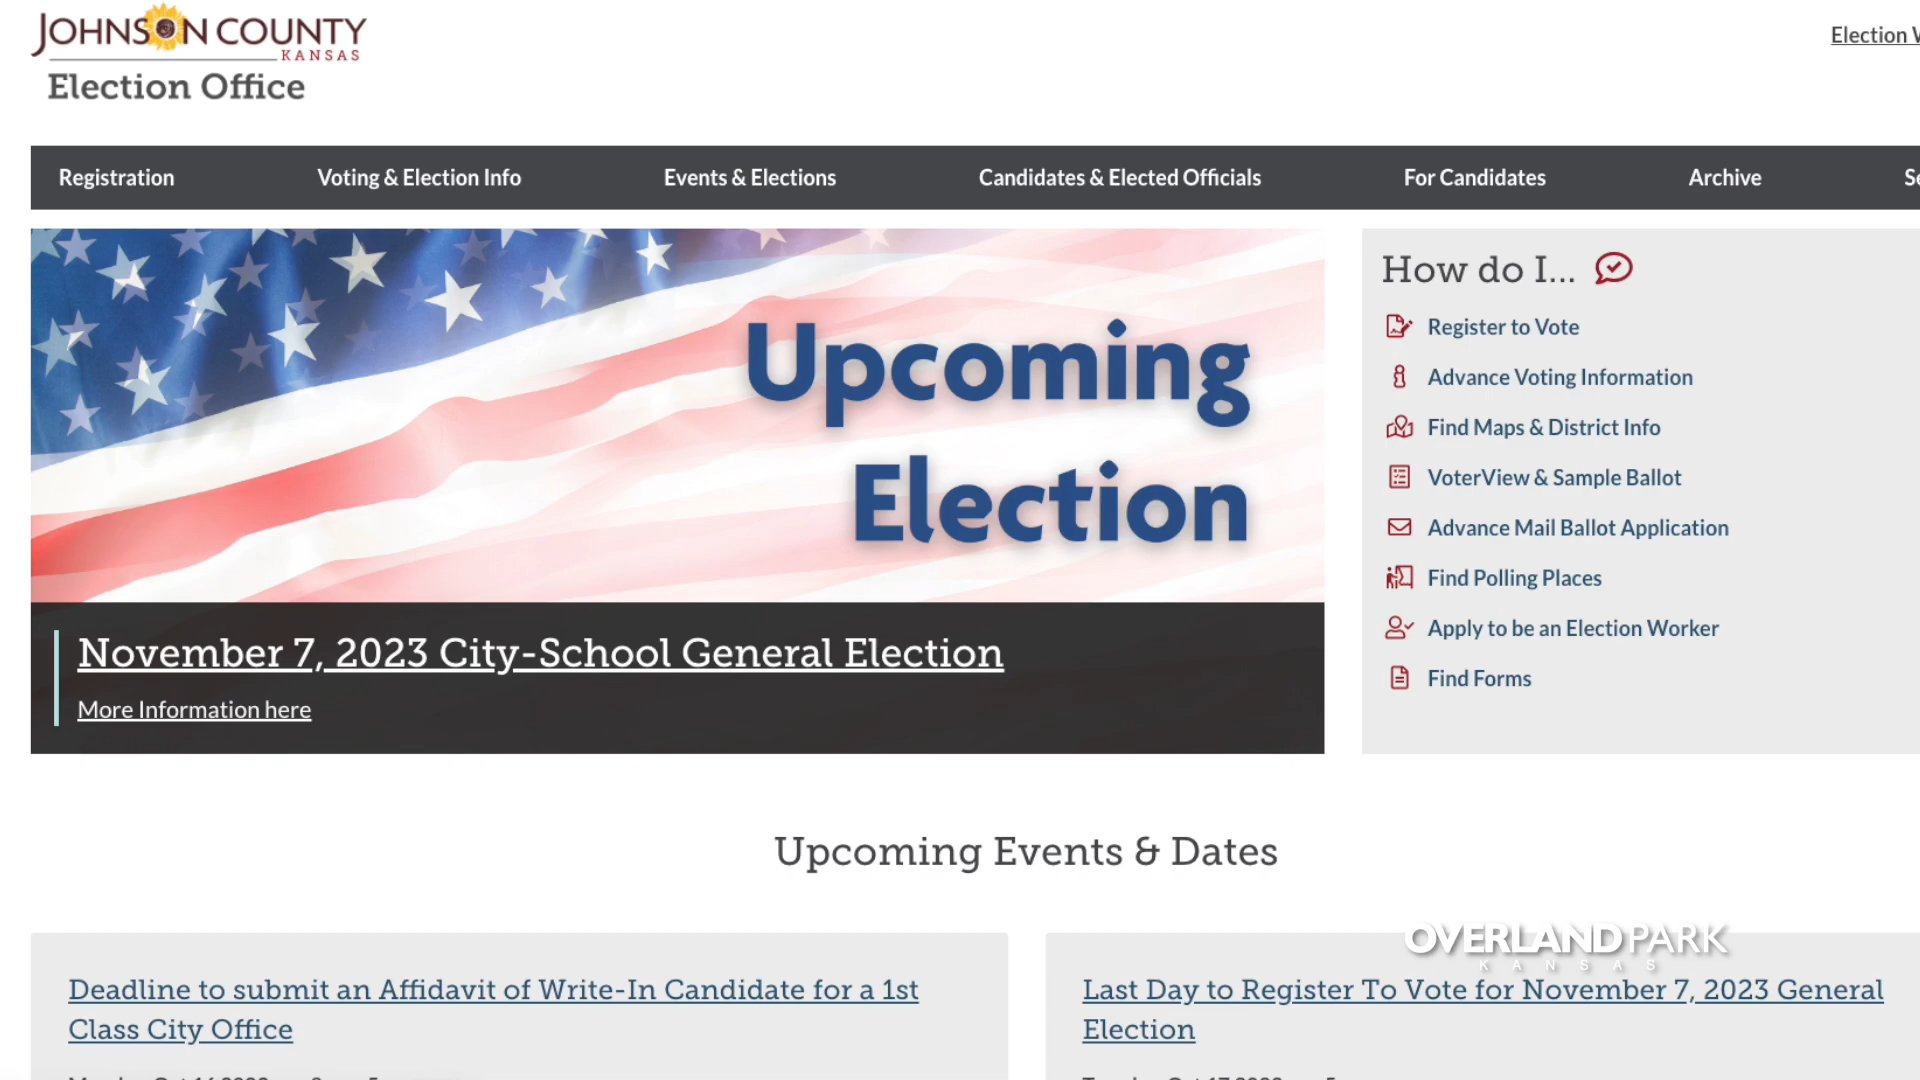 JOHNSON COUNTY
KANSAS
Election Office
Election
Registration
Voting & Election Info
Events & Elections
Candidates & Elected Officials
For Candidates
Archive
Upcoming
Election
November 7, 2023 City-School General Election
More Information here
How do I...
Register to Vote
Advance Voting Information
Find Maps & District Info
VoterView & Sample Ballot
Advance Mail Ballot Application
Find Polling Places
Apply to be an Election Worker
Find Forms
Upcoming Events & Dates
Deadline to submit an Affidavit of Write-In Candidate for a 1st
Class City Office
OVERLAND PARK
KANSAS
Last Day to Register To Vote for November 7, 2023 General
Election